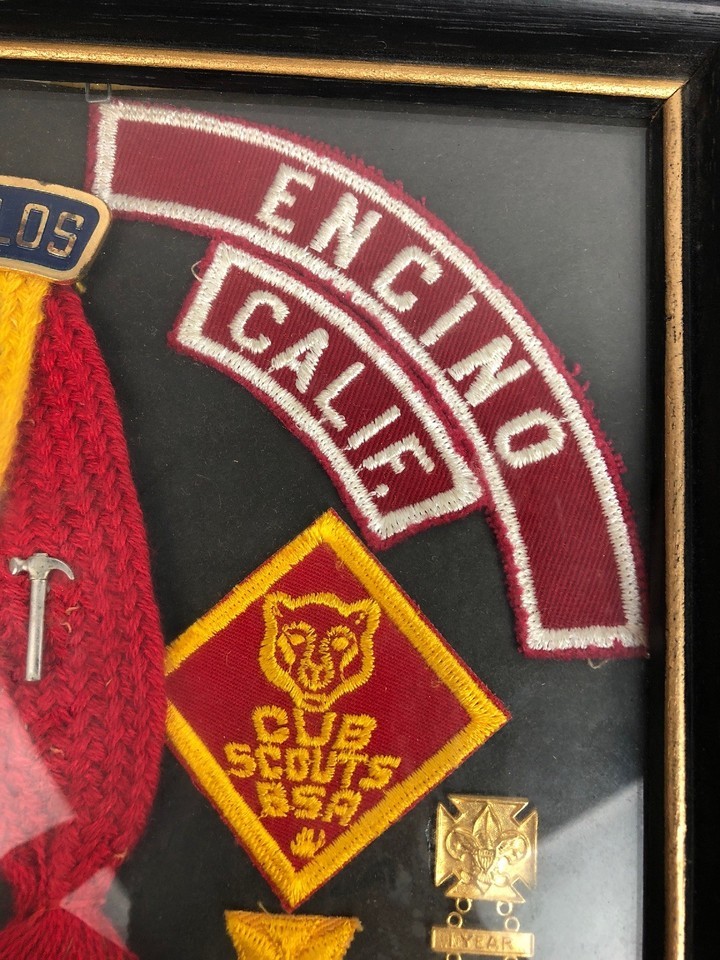 ENCINO
LOS
CALIF.
CUB
SCOUTS
BSA
YEAR